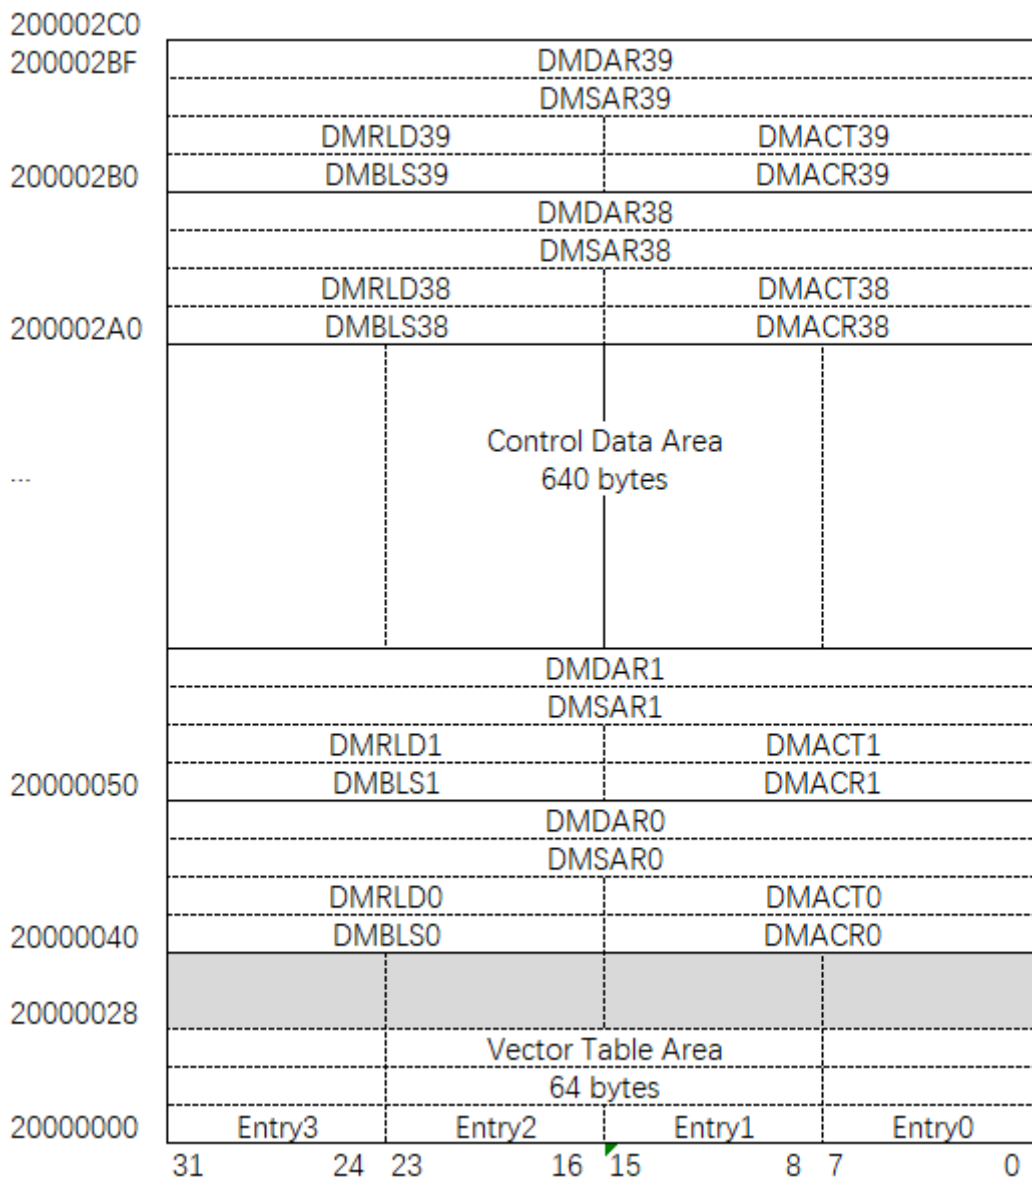 200002C0
200002BF DMDAR39
DMSAR39
DMRLD39 DMACT39
200002B0 DMBLS39 DMACR39
DMDAR38
DMSAR38
DMRLD38 DMACT38
200002A0 DMBLS38 DMACR38
Control Data Area
... 640 bytes
DMDAR1
DMSAR1
DMRLD1 DMACT1
20000050 DMBLS1 DMACR1
DMDAR0
DMSAR0
DMRLD0 DMACT0
20000040 DMBLS0 DMACR0
20000028
Vector Table Area
64 bytes
20000000 Entry3 Entry2 Entry1 Entry0
31 24 23 16 15 8 7 0